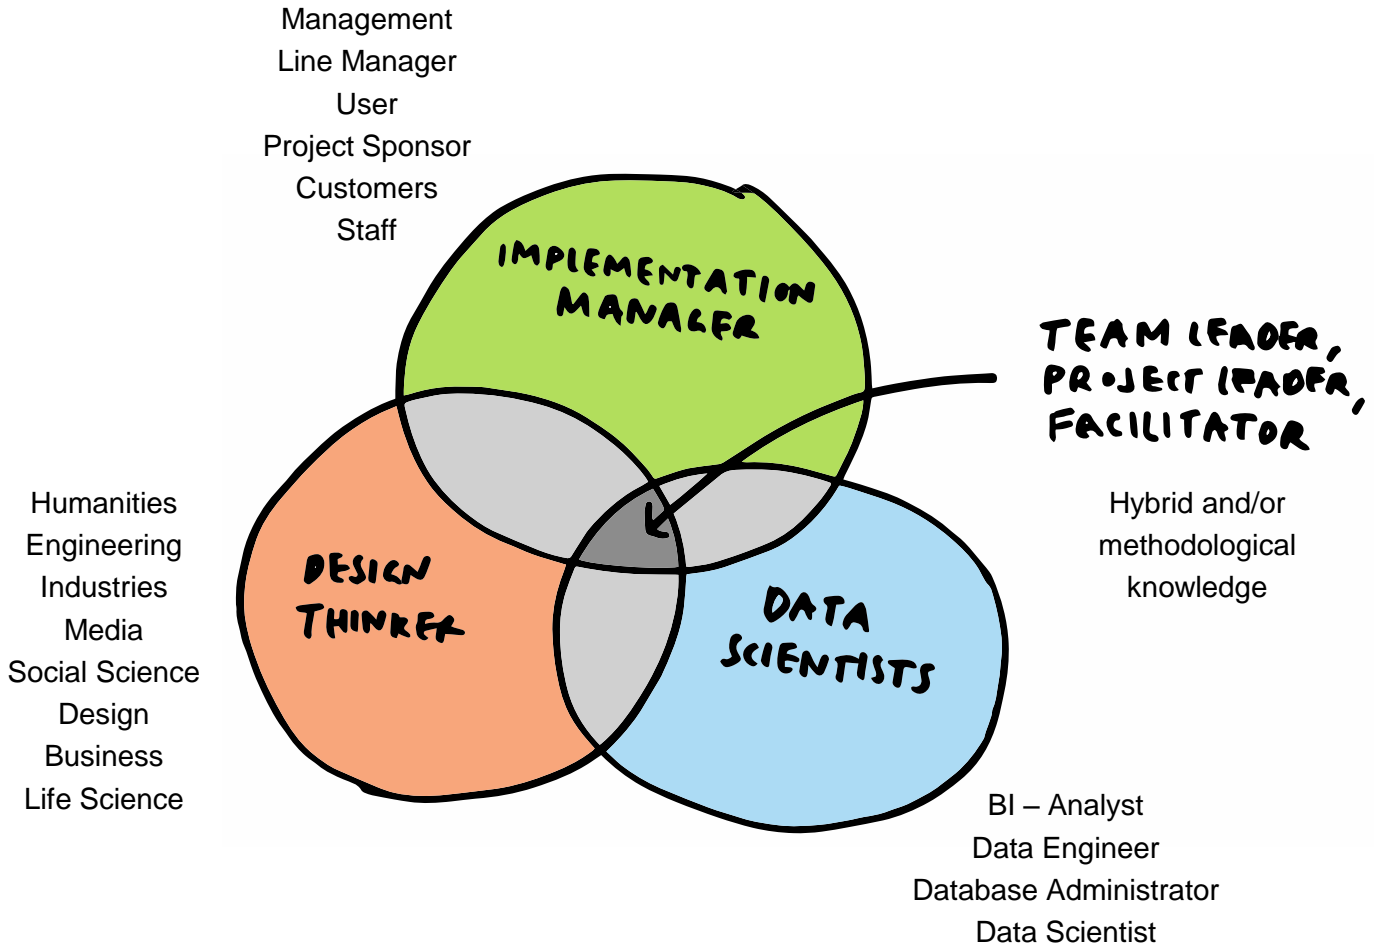 Management
Line Manager
User
Project Sponsor
Customers
Staff
IMPLEMENTATION
MANAGER
TEAM LEADER,
PROJECT LEADER,
FACILITATOR
Hybrid and/or
methodological
knowledge
Humanities
Engineering
Industries
Media
Social Science
Design
Business
Life Science
DESIGN
THINKER
DATA
SCIENTISTS
BI – Analyst
Data Engineer
Database Administrator
Data Scientist